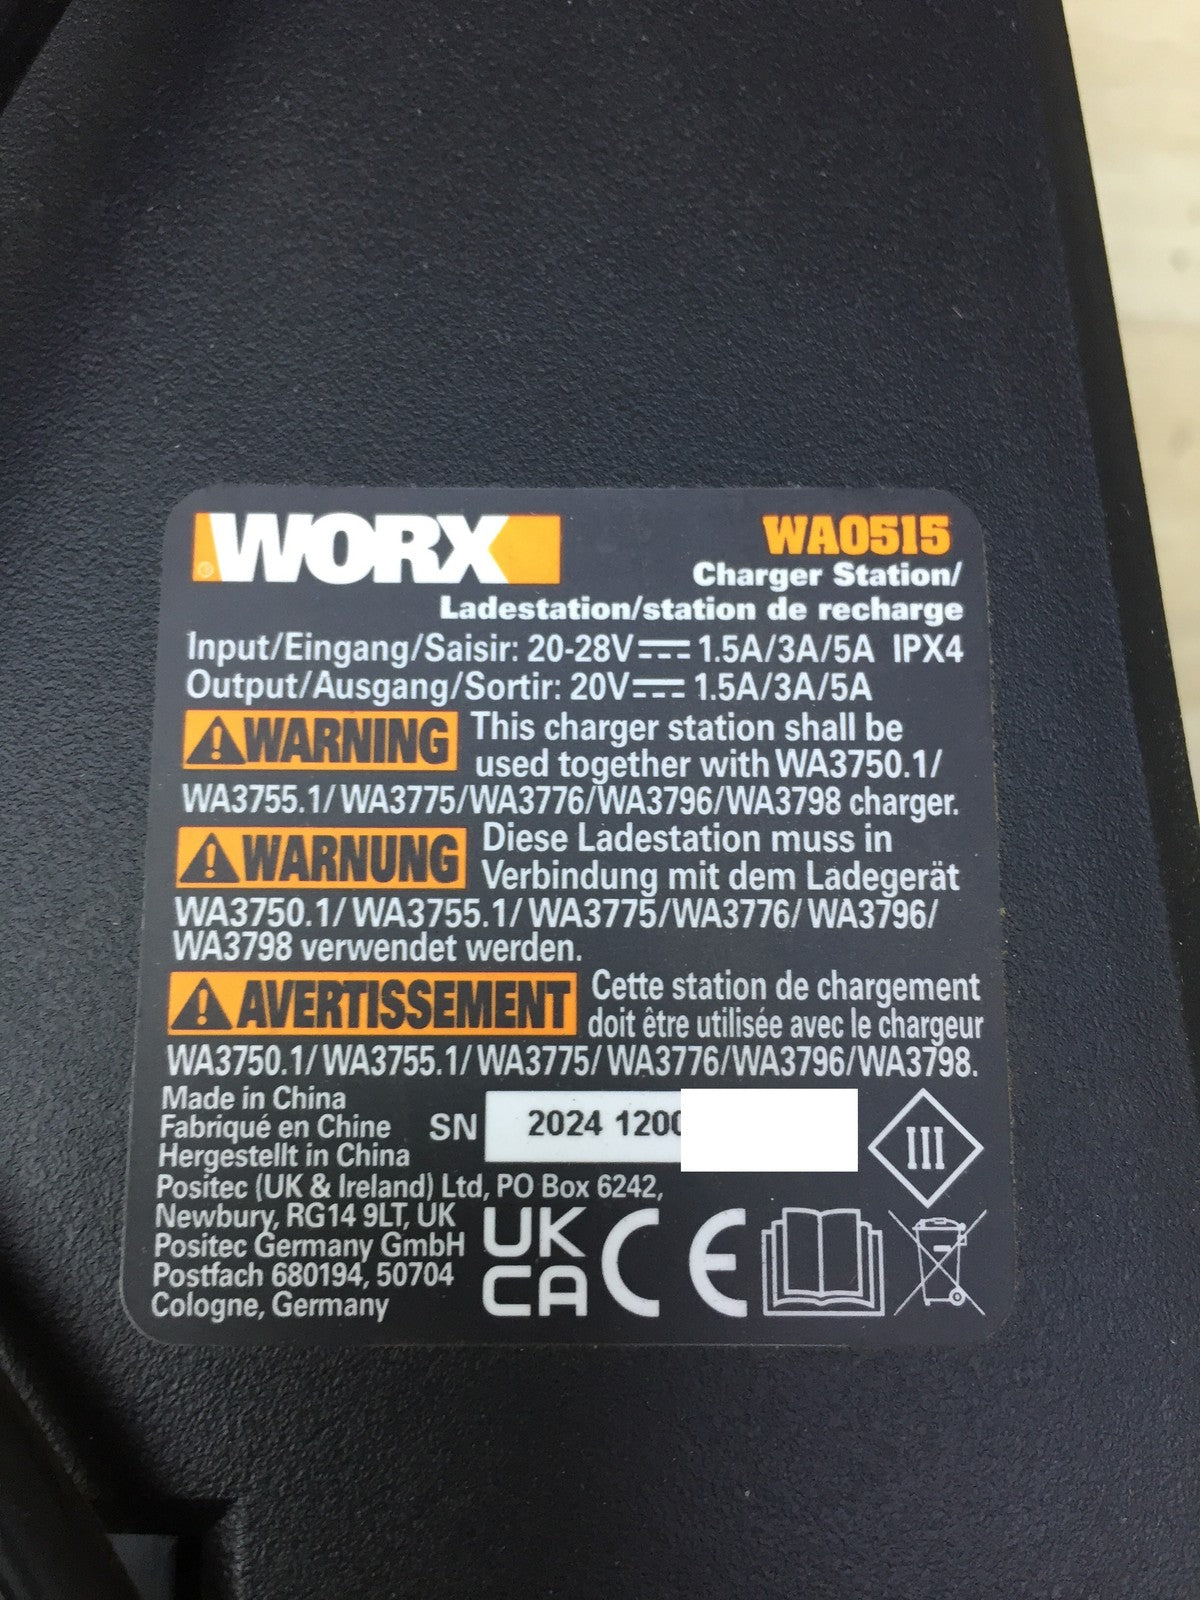 WORX
WA0515
Charger Station/
Ladestation/station de recharge
Input/Eingang/Saisir: 20-28V⎓1.5A/3A/5A IPX4
Output/Ausgang/Sortir: 20V⎓1.5A/3A/5A
WARNING This charger station shall be
used together with WA3750.1/
WA3755.1/ WA3775/WA3776/WA3796/WA3798 charger.
WARNUNG Diese Ladestation muss in
Verbindung mit dem Ladegerät
WA3750.1/ WA3755.1/ WA3775/WA3776/ WA3796/
WA3798 verwendet werden.
AVERTISSEMENT Cette station de chargement
doit être utilisée avec le chargeur
WA3750.1/ WA3755.1/ WA3775/ WA3776/WA3796/WA3798.
Made in China
Fabriqué en Chine
Hergestellt in China
SN 2024 1200
III
Positec (UK & Ireland) Ltd, PO Box 6242,
Newbury, RG14 9LT, UK
Positec Germany GmbH
Postfach 680194, 50704
Cologne, Germany
UK
CA
CE